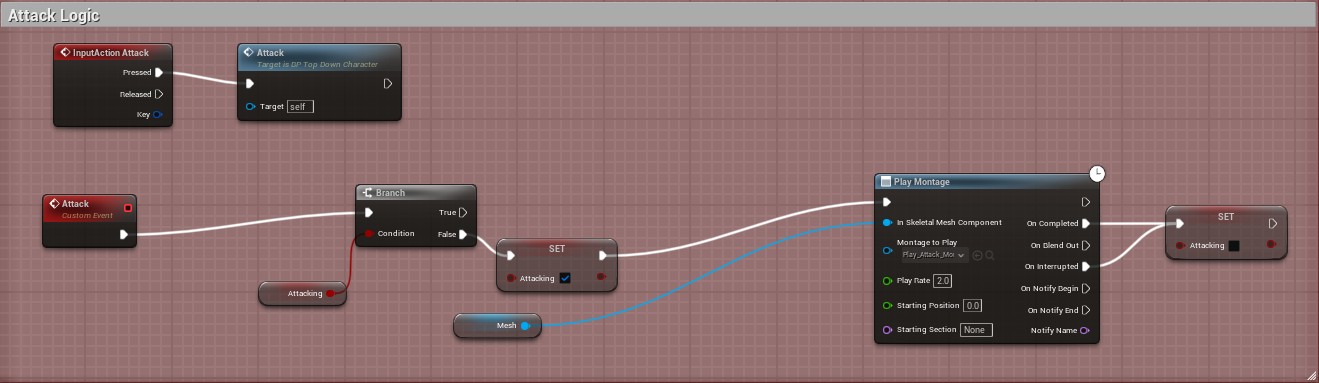 Attack Logic
InputAction Attack
Pressed
Released
Key
Attack
Target is BP Top Down Character
Target self
Attack
Custom Event
Branch
True
Condition False
Attacking
SET
Attacking
Mesh
Play Montage
In Skeletal Mesh Component On Completed
Montage to Play On Blend Out
Play_Attack_Mo
On Interrupted
Play Rate 2.0 On Notify Begin
Starting Position 0.0 On Notify End
Starting Section None Notify Name
SET
Attacking